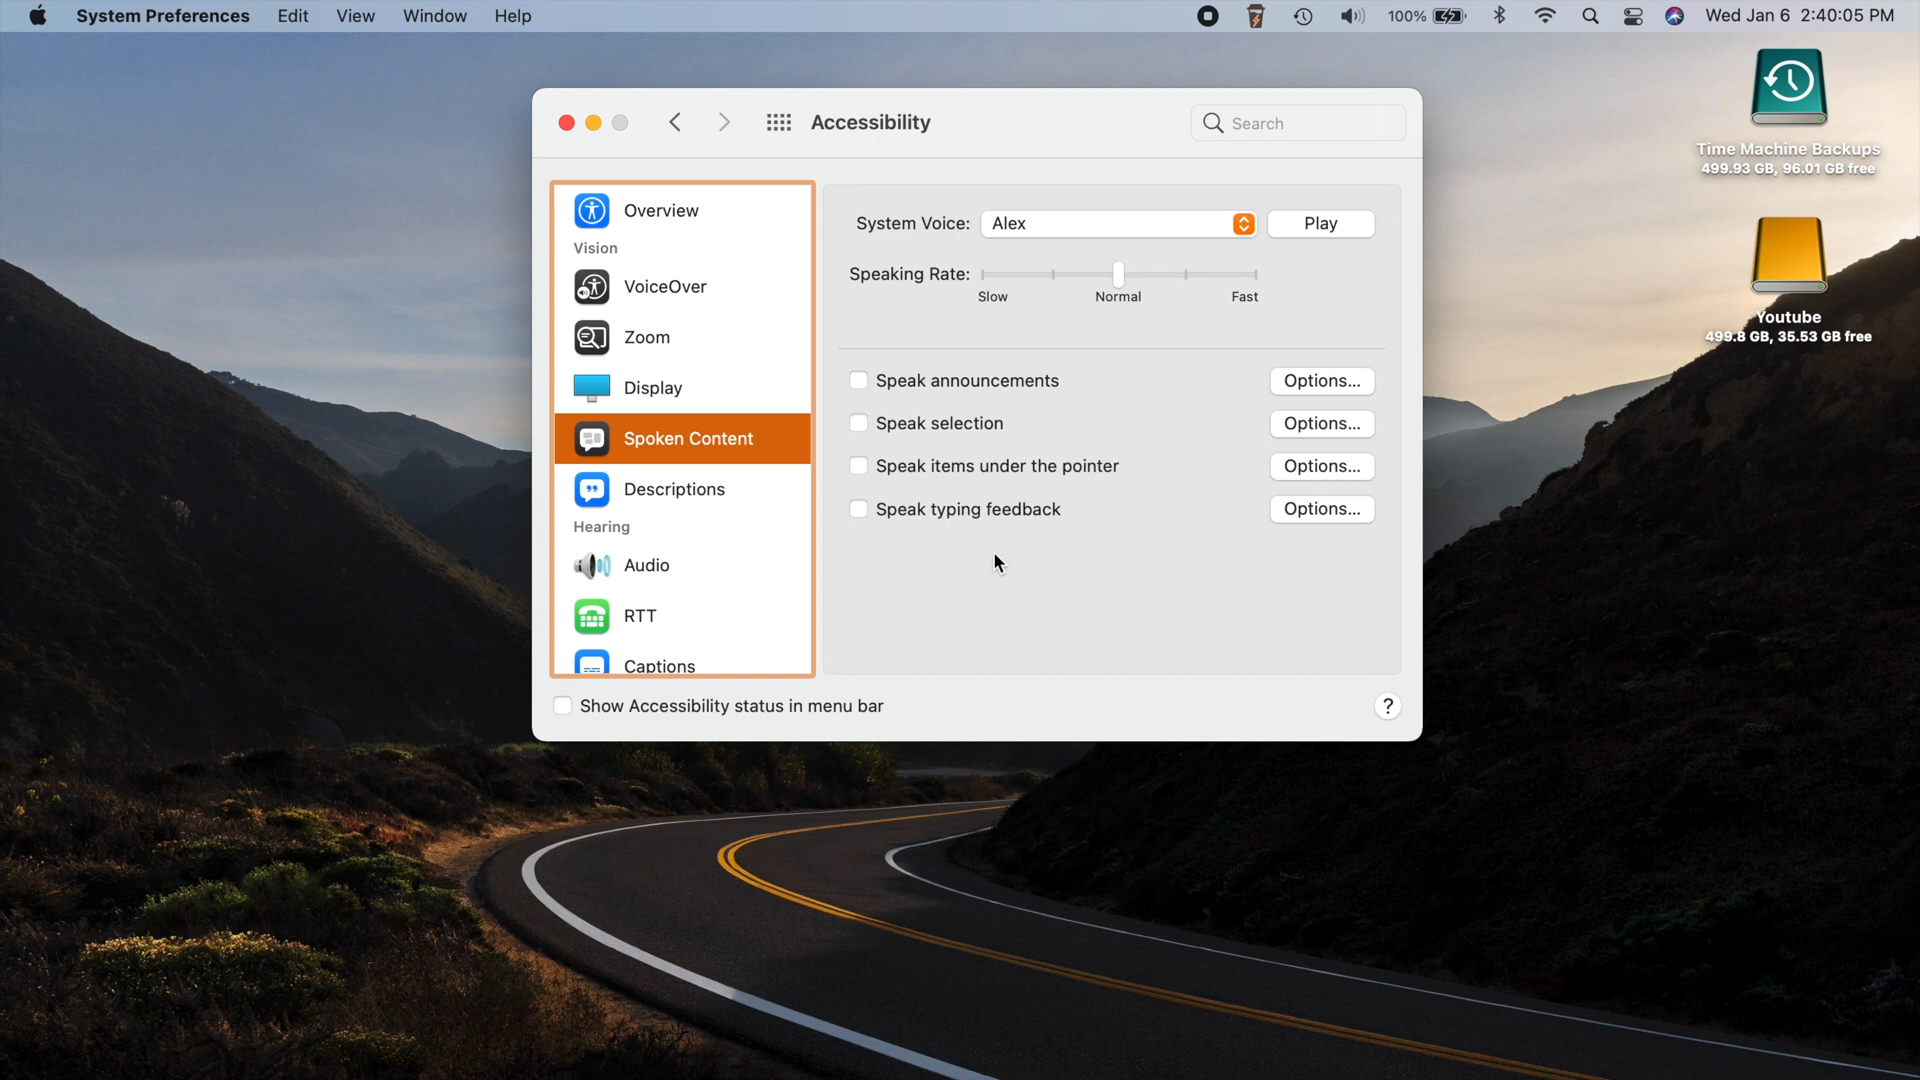 System Preferences Edit View Window Help 100% Wed Jan 6 2:40:05 PM
Time Machine Backups
499.93 GB, 96.01 GB free
Youtube
499.8 GB, 35.53 GB free
Accessibility
Search
Overview
Vision
VoiceOver
Zoom
Display
Spoken Content
Descriptions
Hearing
Audio
RTT
Captions
System Voice: Alex Play
Speaking Rate:
Slow Normal Fast
Speak announcements Options...
Speak selection Options...
Speak items under the pointer Options...
Speak typing feedback Options...
Show Accessibility status in menu bar ?